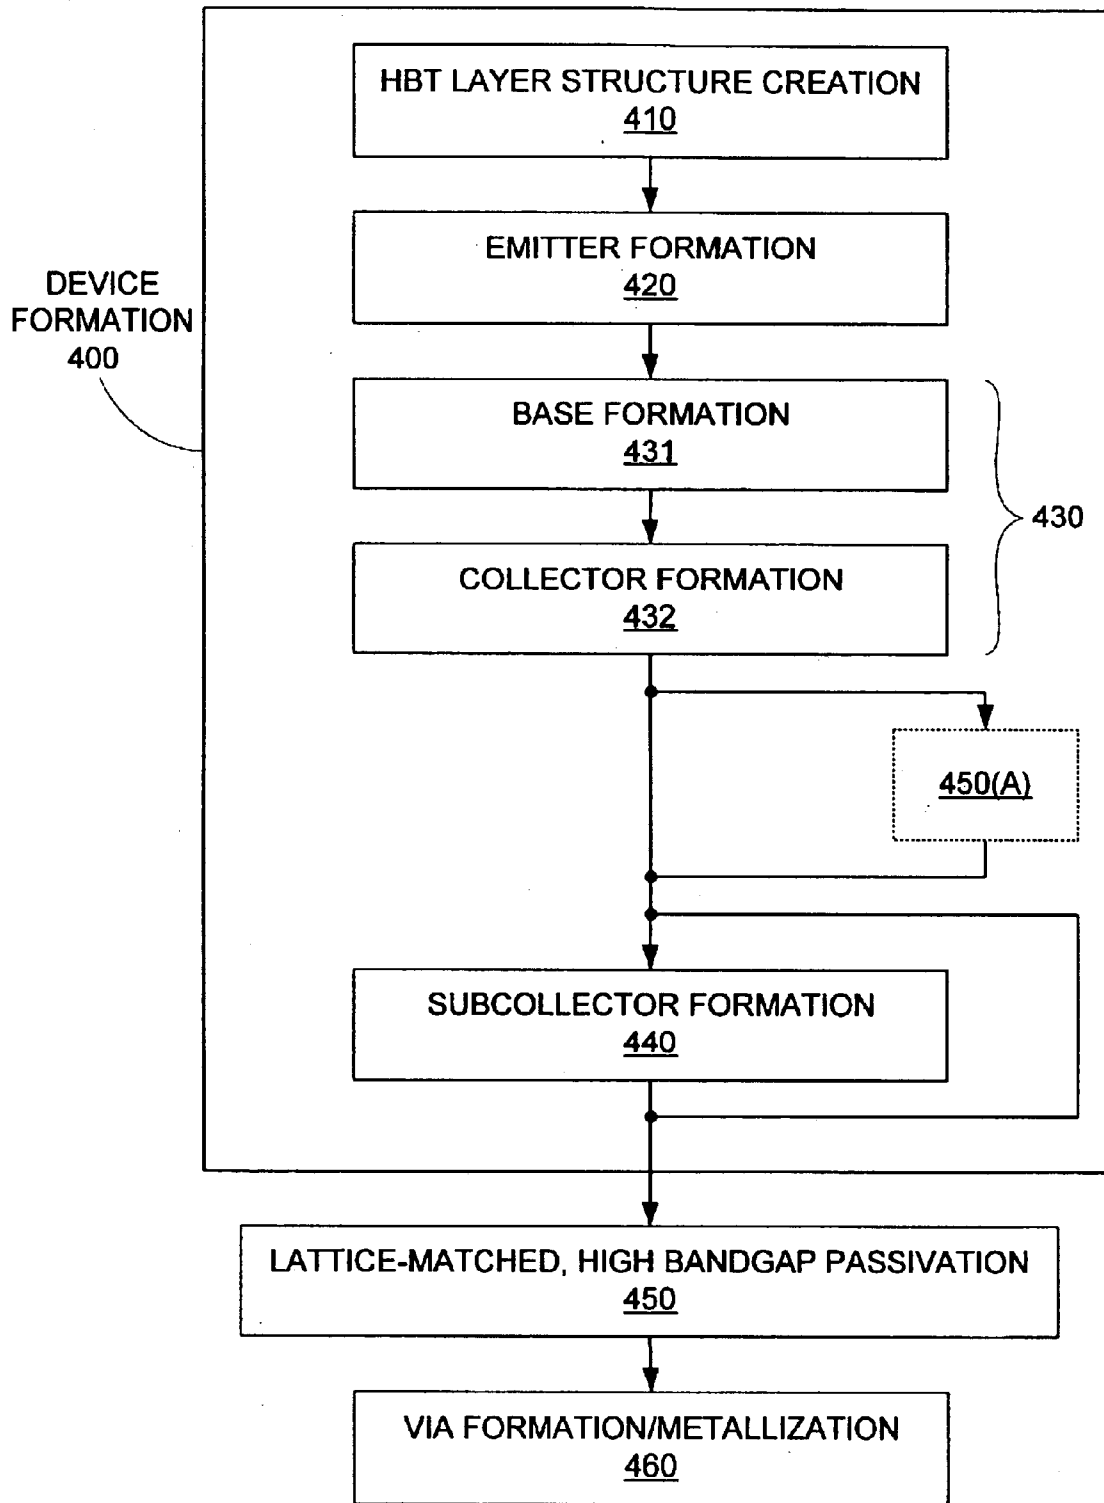 HBT LAYER STRUCTURE CREATION
410
EMITTER FORMATION
420
DEVICE
FORMATION
400
BASE FORMATION
431
430
COLLECTOR FORMATION
432
450(A)
SUBCOLLECTOR FORMATION
440
LATTICE-MATCHED, HIGH BANDGAP PASSIVATION
450
VIA FORMATION/METALLIZATION
460